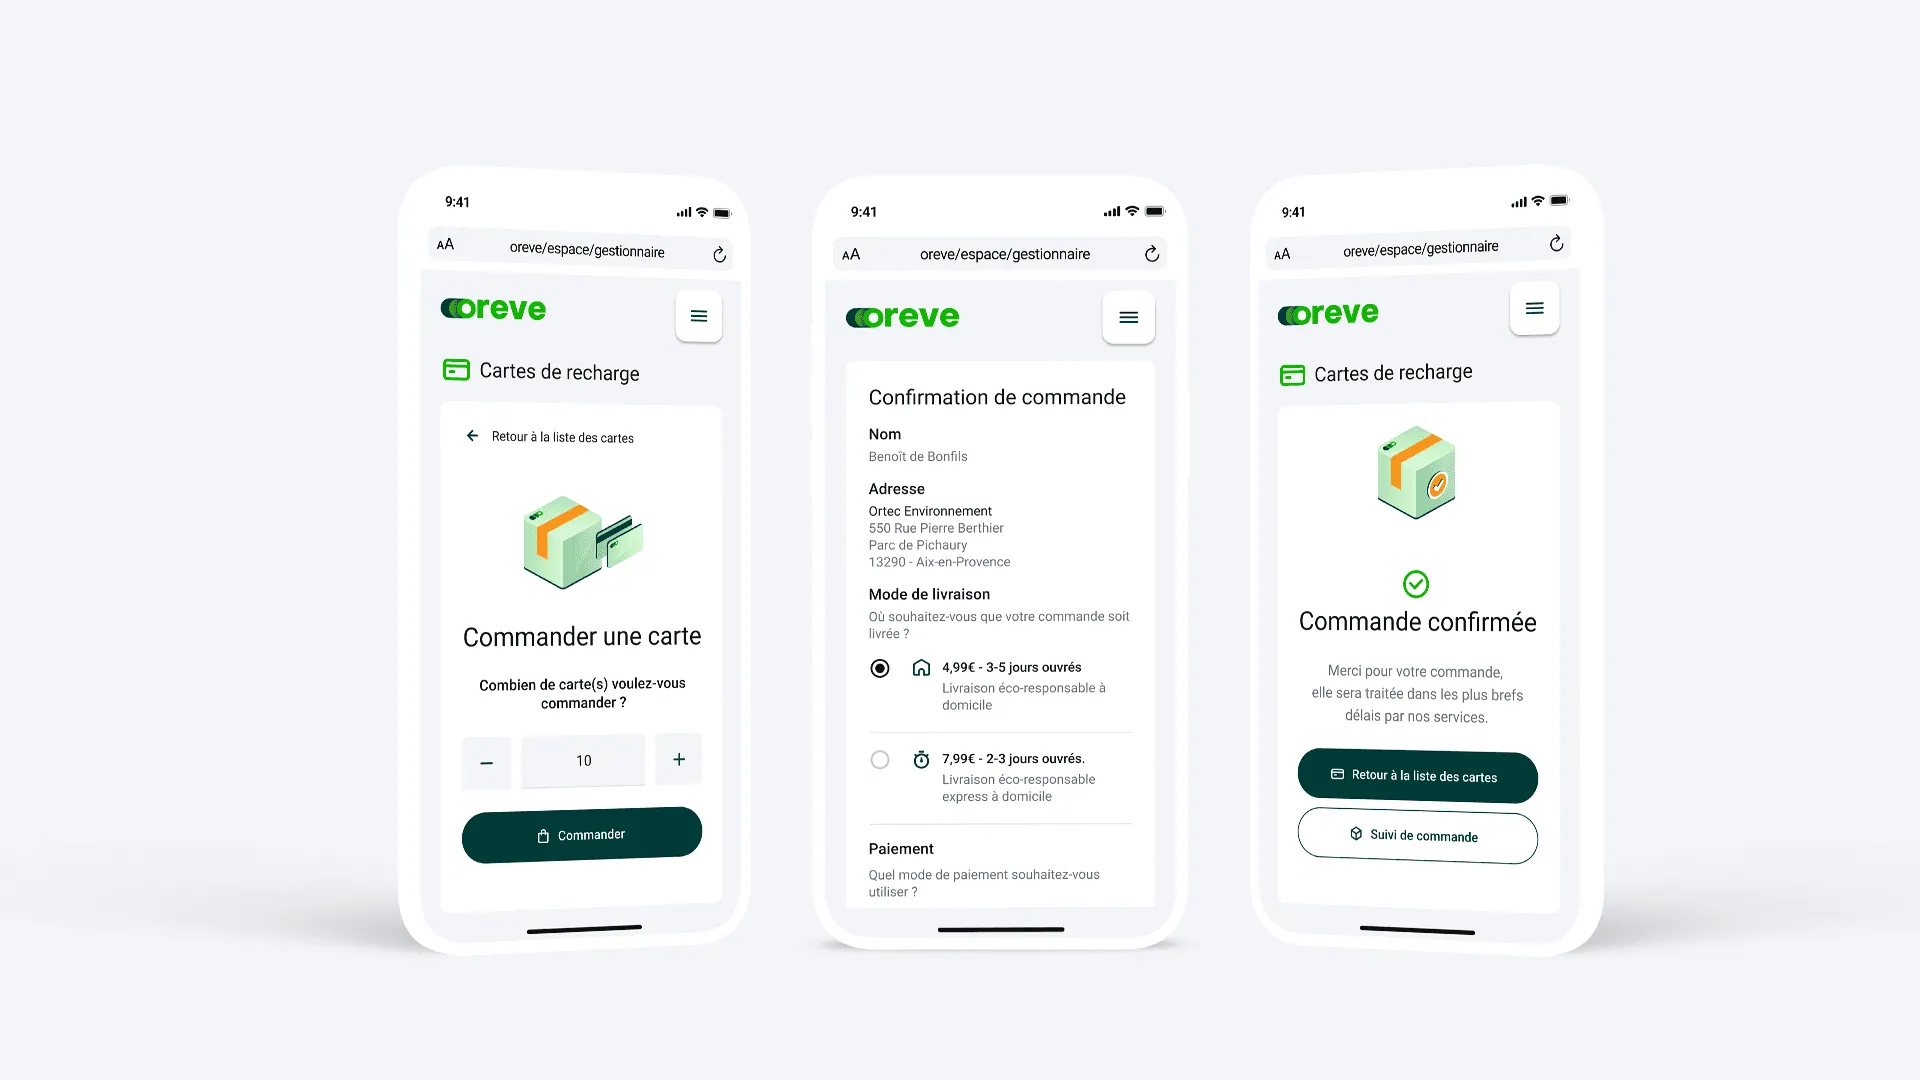 9:41
AA
oreve/espace/gestionnaire
oreve
Cartes de recharge
Retour à la liste des cartes
Commander une carte
Combien de carte(s) voulez-vous
commander ?
10
Commander
9:41
AA
oreve/espace/gestionnaire
oreve
Confirmation de commande
Nom
Benoît de Bonfils
Adresse
Ortec Environnement
550 Rue Pierre Berthier
Parc de Pichaury
13290 - Aix-en-Provence
Mode de livraison
Où souhaitez-vous que votre commande soit
livrée ?
4,99€ - 3-5 jours ouvrés
Livraison éco-responsable à
domicile
7,99€ - 2-3 jours ouvrés.
Livraison éco-responsable
express à domicile
Paiement
Quel mode de paiement souhaitez-vous
utiliser ?
9:41
AA
oreve/espace/gestionnaire
oreve
Cartes de recharge
Commande confirmée
Merci pour votre commande,
elle sera traitée dans les plus brefs
délais par nos services.
Retour à la liste des cartes
Suivi de commande